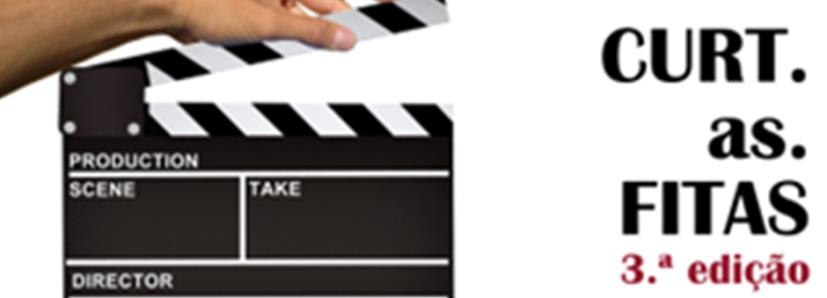 PRODUCTION
SCENE TAKE
DIRECTOR
CURT.
as.
FITAS
3.ª edição